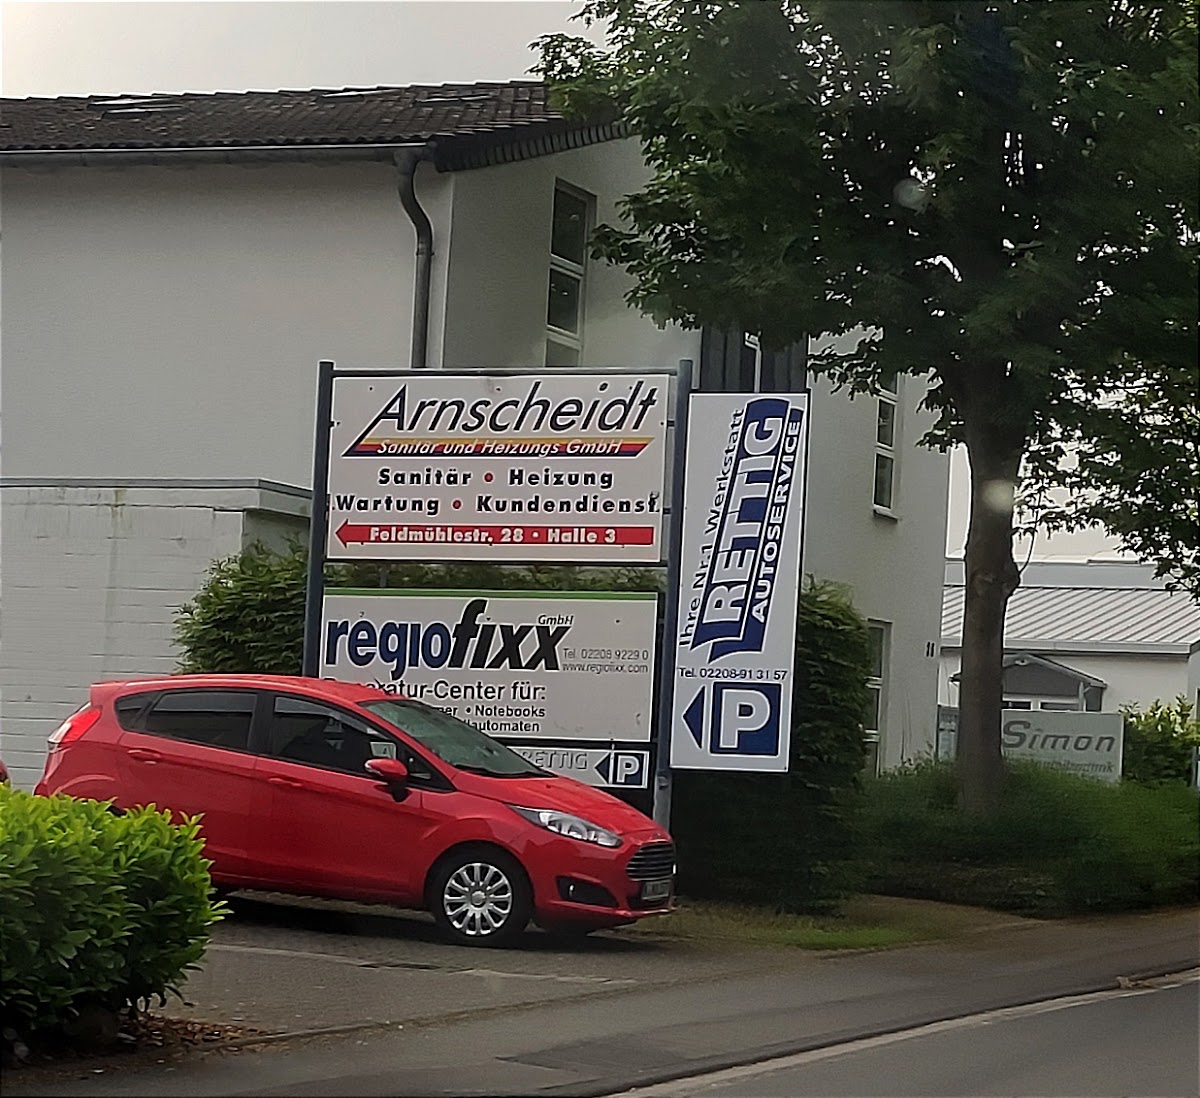 Arnscheidt
Sanitär und Heizungs GmbH
Sanitär • Heizung
Wartung • Kundendienst
Feldmühlestr. 28 • Halle 3
regiofixx GmbH
Tel. 02208 9229 0
www.regiofixx.com
-Center für:
• Notebooks
RETTIG P
Ihre Nr.1 Werkstatt
RETTIG
AUTOSERVICE
Tel. 02208-91 31 57
P
Simon